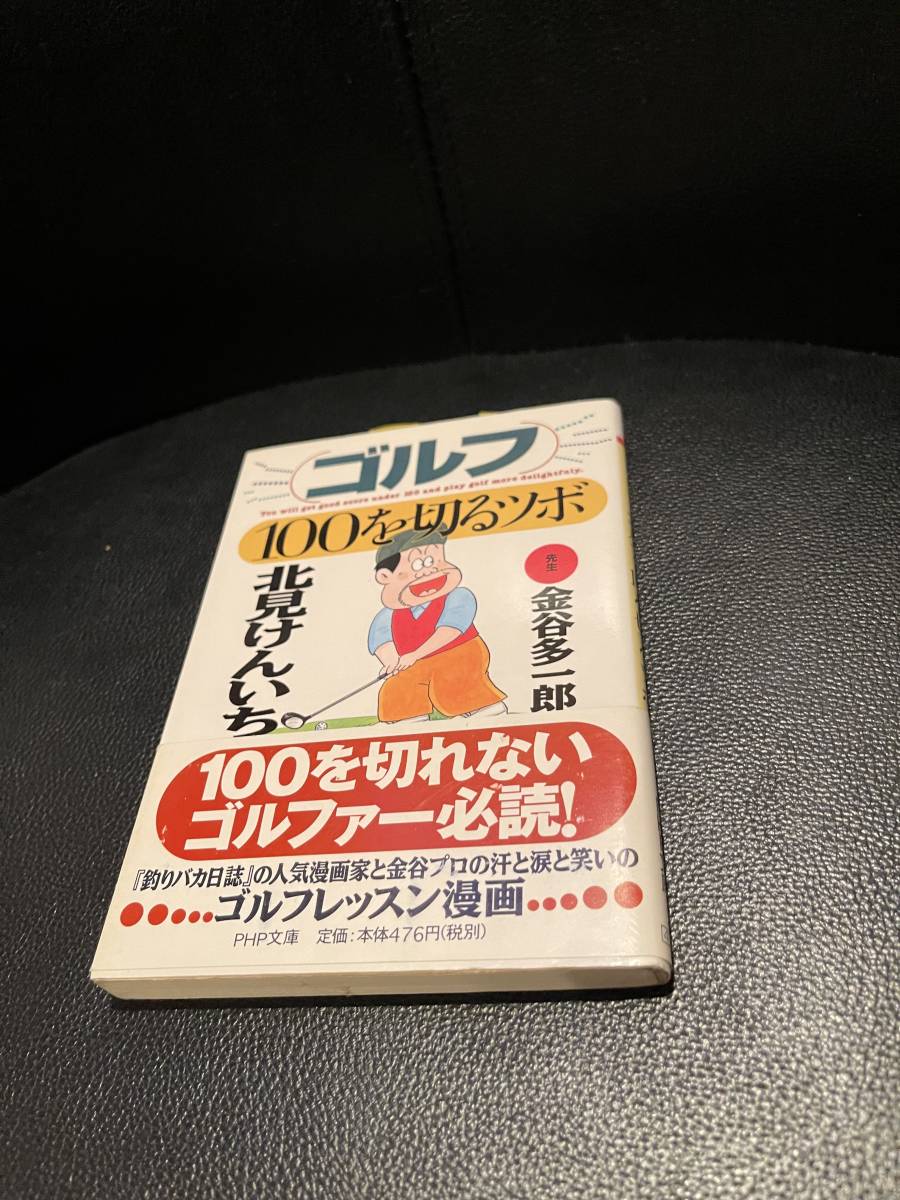 ゴルフ
You will get good score under 100 and play golf more delightfuly.
100を切るツボ
北見けんいち
先生
金谷多一郎
100を切れない
ゴルファー必読!
『釣りバカ日誌』の人気漫画家と金谷プロの汗と涙と笑いの
ゴルフレッスン漫画
PHP文庫 定価:本体476円(税別)